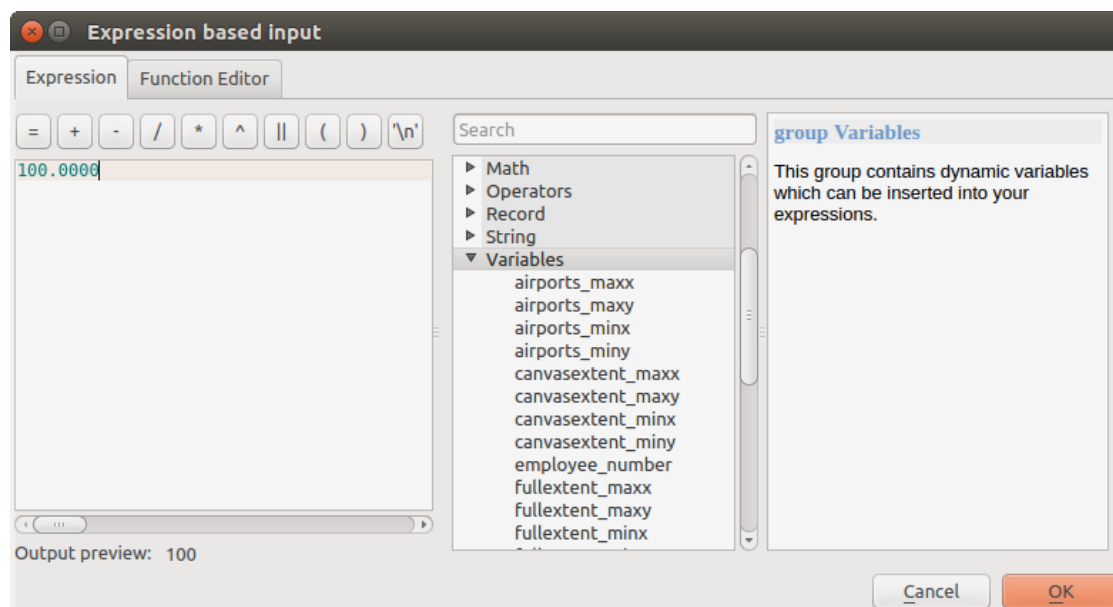 Expression based input
Expression
Function Editor
= + - / * ^ || ( ) '\n'
100.0000
Output preview: 100
Search
Math
Operators
Record
String
Variables
airports_maxx
airports_maxy
airports_minx
airports_miny
canvasextent_maxx
canvasextent_maxy
canvasextent_minx
canvasextent_miny
employee_number
fullextent_maxx
fullextent_maxy
fullextent_minx
group Variables
This group contains dynamic variables
which can be inserted into your
expressions.
Cancel
OK